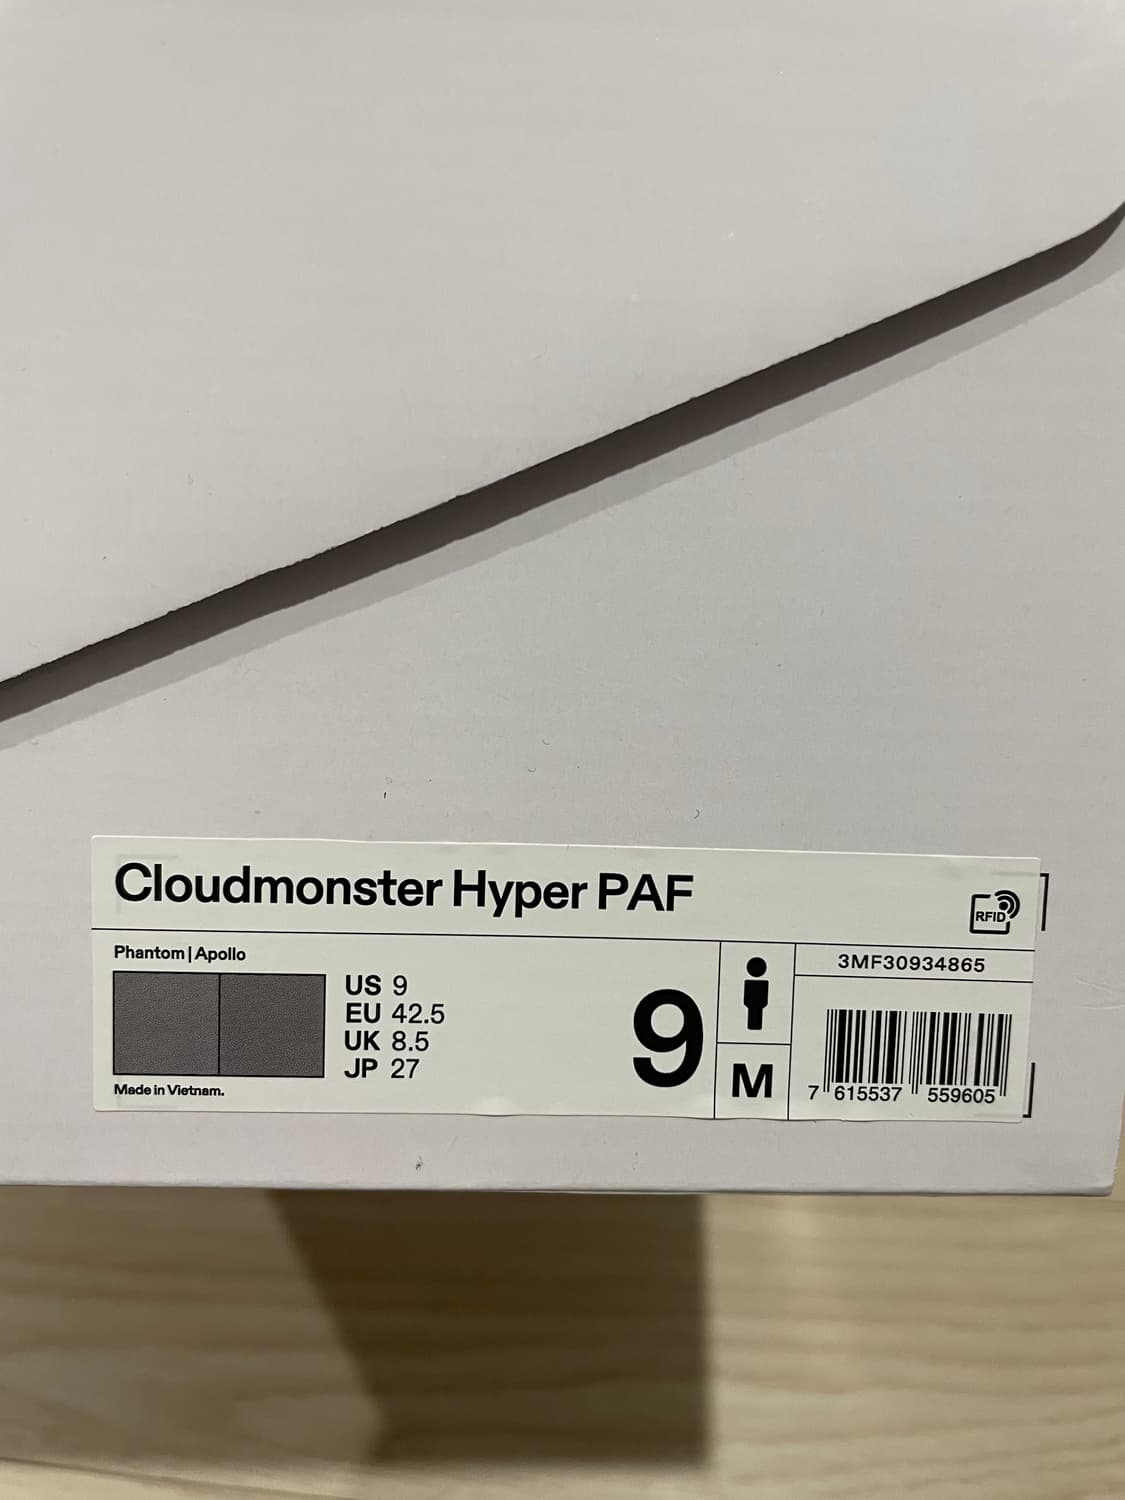 Cloudmonster Hyper PAF
RFID
Phantom | Apollo
US 9
EU 42.5
UK 8.5
JP 27
Made in Vietnam.
9
M
3MF30934865
7 615537 559605